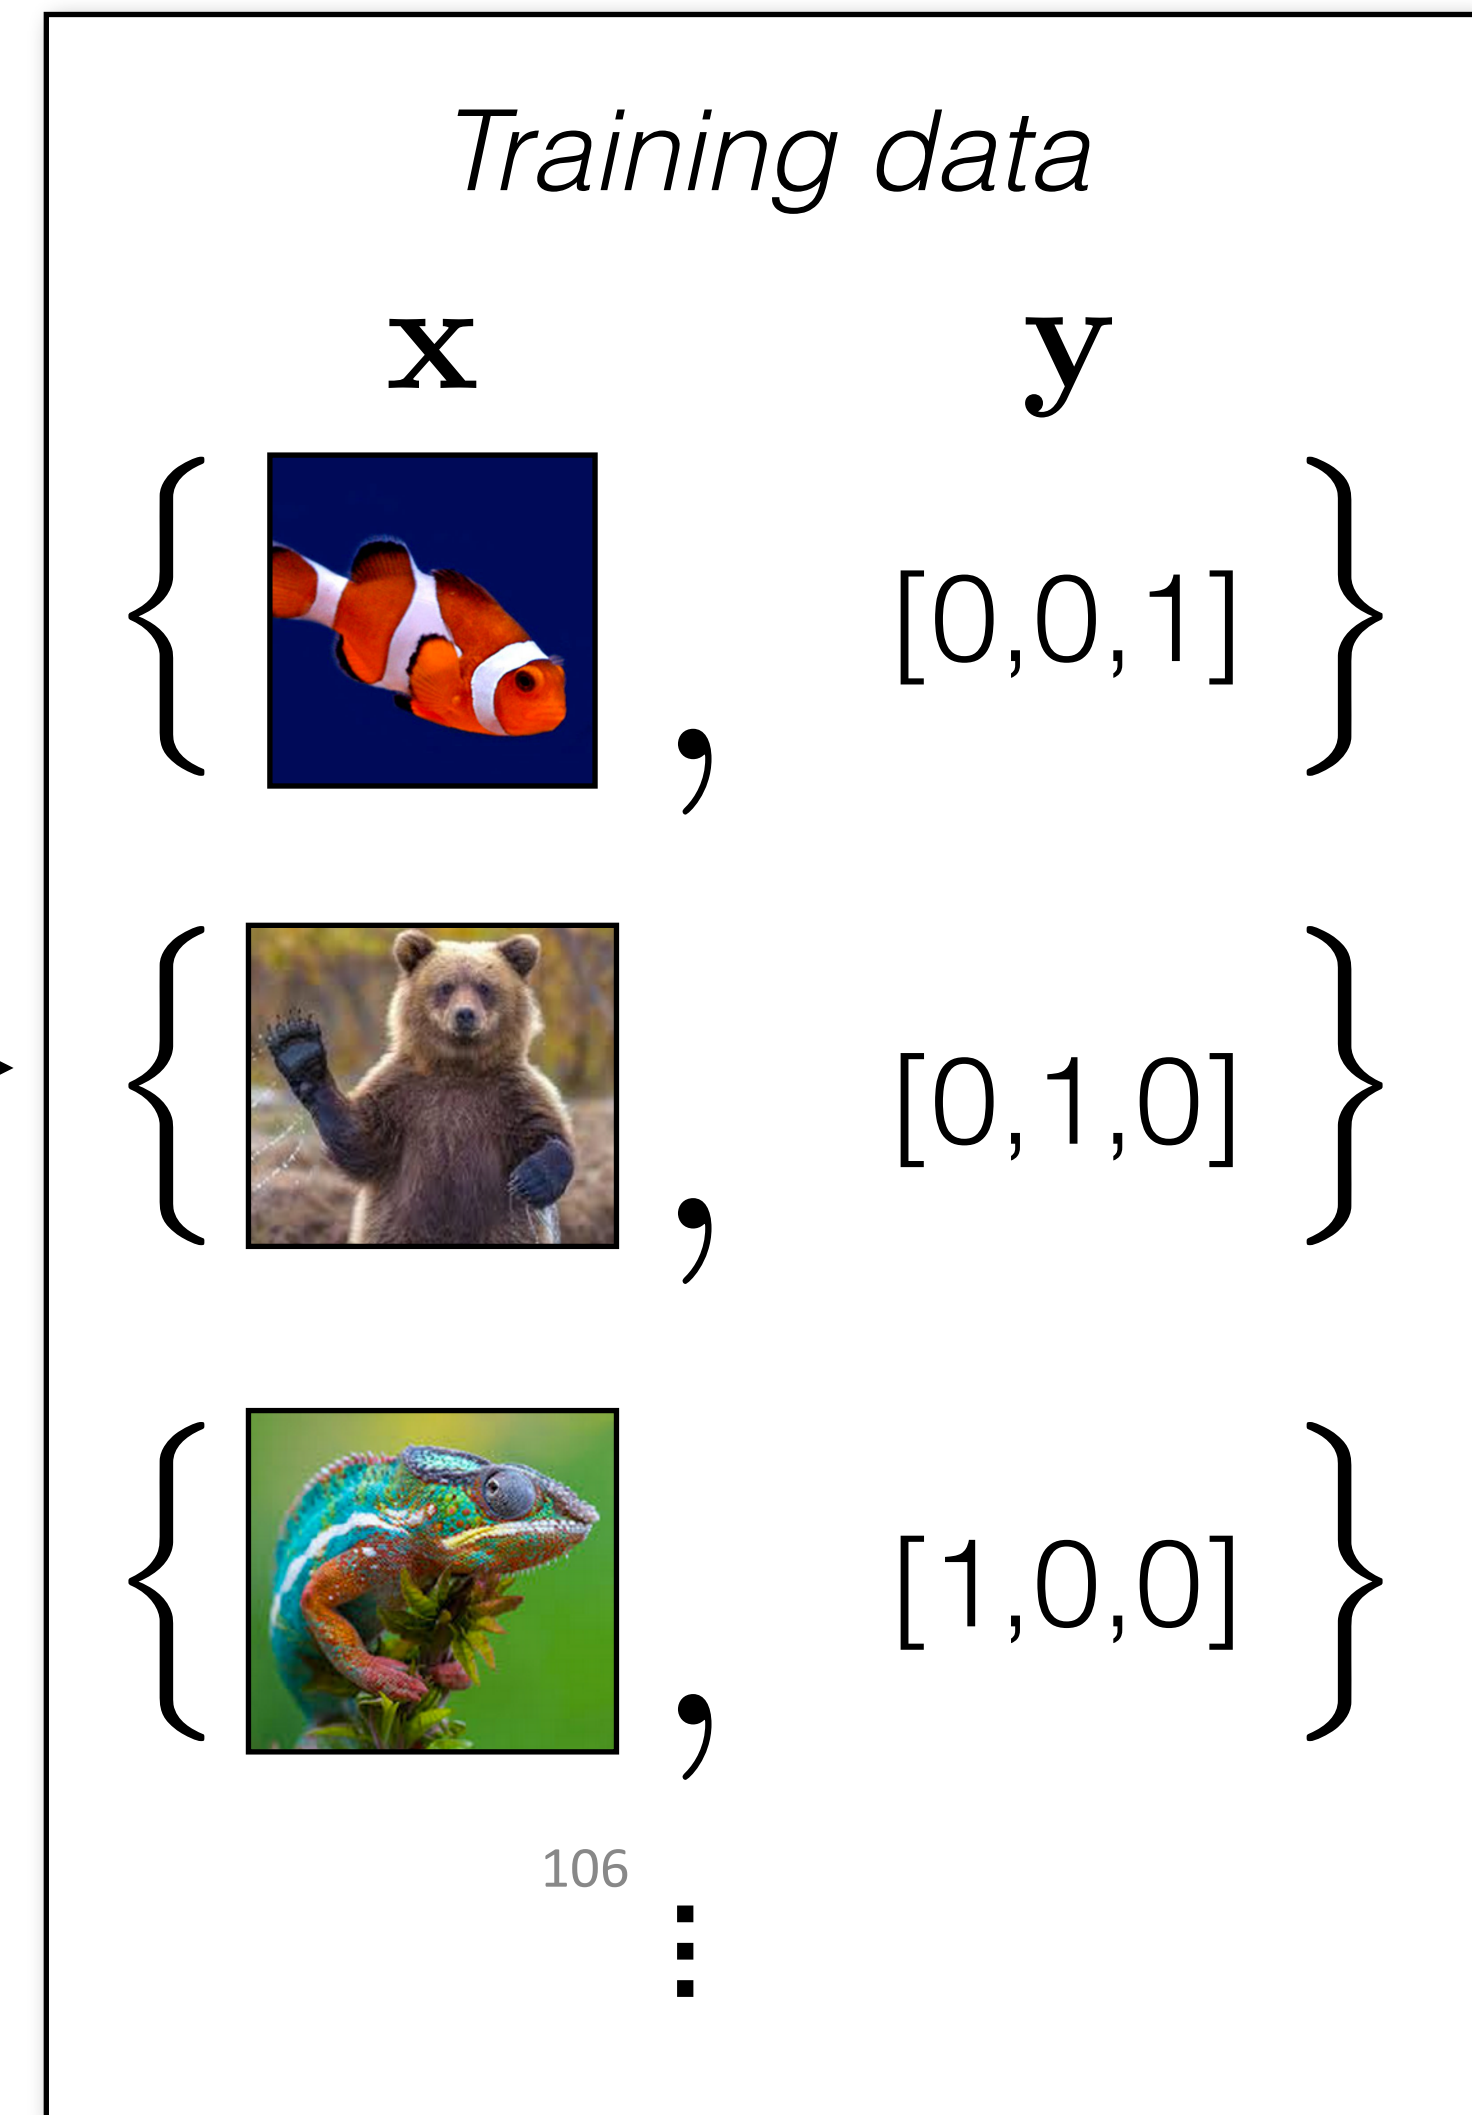 Training data
x y
{ , [0,0,1] }
{ , [0,1,0] }
{ , [1,0,0] }
106
⋮